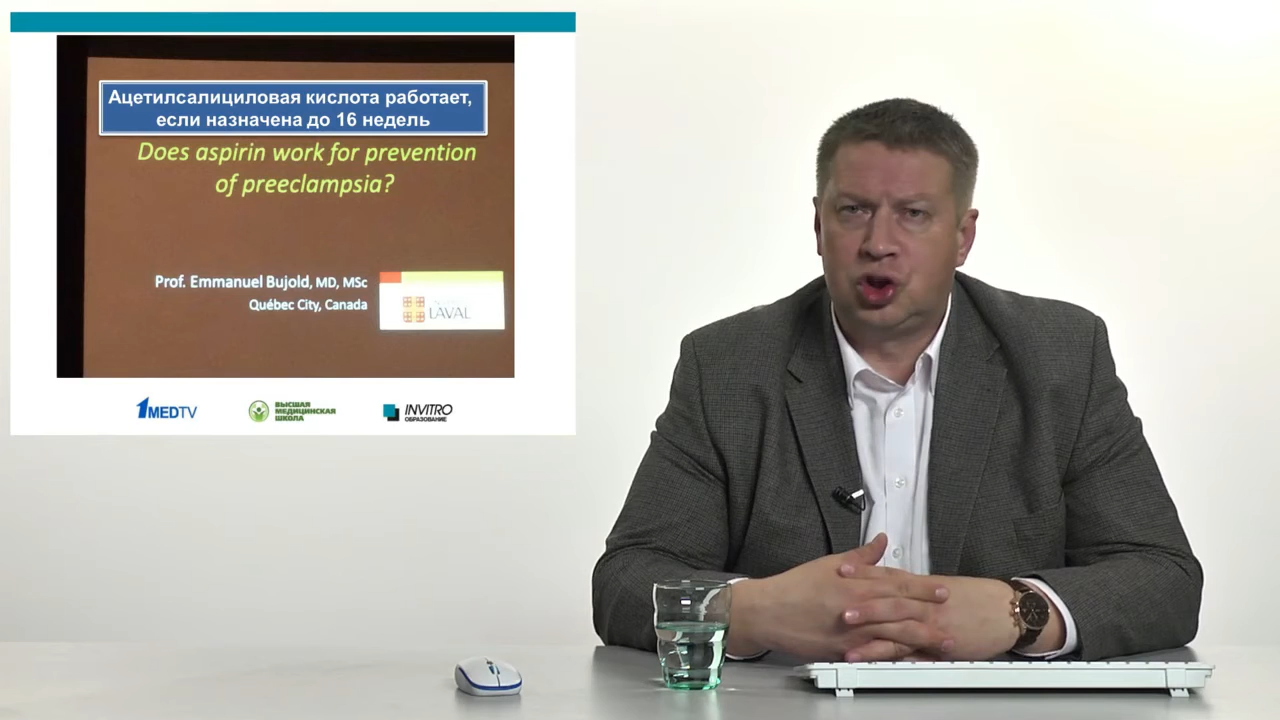 Ацетилсалициловая кислота работает,
если назначена до 16 недель
Does aspirin work for prevention
of preeclampsia?
Prof. Emmanuel Bujold, MD, MSc
Québec City, Canada
LAVAL
1MEDTV
ВЫСШАЯ
МЕДИЦИНСКАЯ
ШКОЛА
INVITRO
ОБРАЗОВАНИЕ